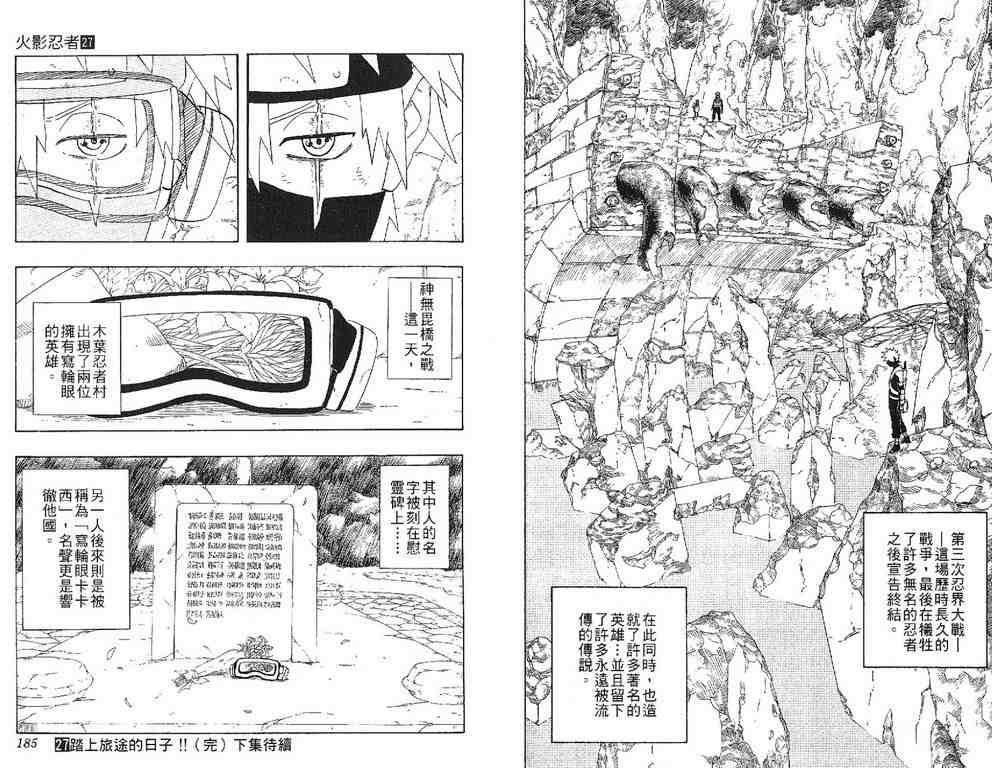 火影忍者27
第三次忍界大戰—
—這場歷時長久的
戰爭，最後在犧牲
了許多無名的忍者
之後宣告終結。
在此同時，也造
就了許多著名的
英雄…並且留下
了許多永遠被流
傳的傳說。
神無毘橋之戰
——這一天，
木葉忍者村
出現了兩位
擁有寫輪眼
的英雄。
其中人的名
字被刻在慰
靈碑上……
另一人後來則是被
稱為「寫輪眼卡卡
西」，名聲更是響
徹他國。
185
27踏上旅途的日子!!（完）下集待續